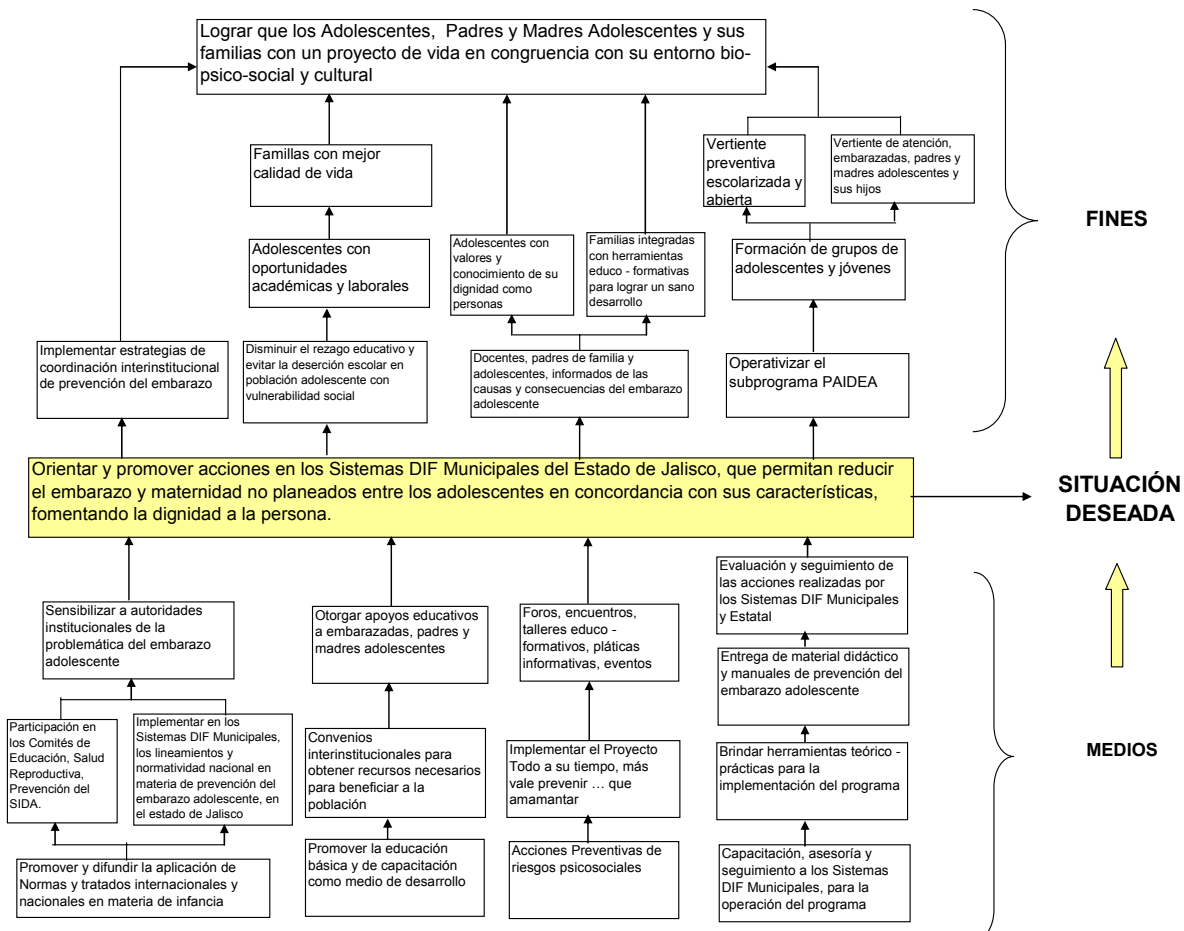 Lograr que los Adolescentes, Padres y Madres Adolescentes y sus
familias con un proyecto de vida en congruencia con su entorno bio-
psico-social y cultural
Familias con mejor
calidad de vida
Vertiente
preventiva
escolarizada y
abierta
Vertiente de atención,
embarazadas, padres y
madres adolescentes y
sus hijos
FINES
Adolescentes con
oportunidades
académicas y laborales
Adolescentes con
valores y
conocimiento de su
dignidad como
personas
Familias integradas
con herramientas
educo - formativas
para lograr un sano
desarrollo
Formación de grupos de
adolescentes y jóvenes
Implementar estrategias de
coordinación interinstitucional
de prevención del embarazo
Disminuir el rezago educativo y
evitar la deserción escolar en
población adolescente con
vulnerabilidad social
Docentes, padres de familia y
adolescentes, informados de las
causas y consecuencias del embarazo
adolescente
Operativizar el
subprograma PAIDEA
Orientar y promover acciones en los Sistemas DIF Municipales del Estado de Jalisco, que permitan reducir
el embarazo y maternidad no planeados entre los adolescentes en concordancia con sus características,
fomentando la dignidad a la persona.
SITUACIÓN
DESEADA
Sensibilizar a autoridades
institucionales de la
problemática del embarazo
adolescente
Otorgar apoyos educativos
a embarazadas, padres y
madres adolescentes
Foros, encuentros,
talleres educo -
formativos, pláticas
informativas, eventos
Evaluación y seguimiento de
las acciones realizadas por
los Sistemas DIF Municipales
y Estatal
Entrega de material didáctico
y manuales de prevención del
embarazo adolescente
Participación en
los Comités de
Educación, Salud
Reproductiva,
Prevención del
SIDA.
Implementar en los
Sistemas DIF Municipales,
los lineamientos y
normatividad nacional en
materia de prevención del
embarazo adolescente, en
el estado de Jalisco
Convenios
interinstitucionales para
obtener recursos necesarios
para beneficiar a la
población
Implementar el Proyecto
Todo a su tiempo, más
vale prevenir … que
amamantar
Brindar herramientas teórico -
prácticas para la
implementación del programa
MEDIOS
Promover y difundir la aplicación de
Normas y tratados internacionales y
nacionales en materia de infancia
Promover la educación
básica y de capacitación
como medio de desarrollo
Acciones Preventivas de
riesgos psicosociales
Capacitación, asesoría y
seguimiento a los Sistemas
DIF Municipales, para la
operación del programa